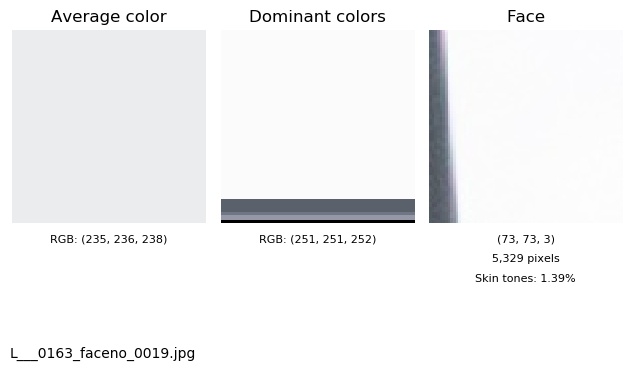 Average color
Dominant colors
Face
RGB: (235, 236, 238)
RGB: (251, 251, 252)
(73, 73, 3)
5,329 pixels
Skin tones: 1.39%
L___0163_faceno_0019.jpg